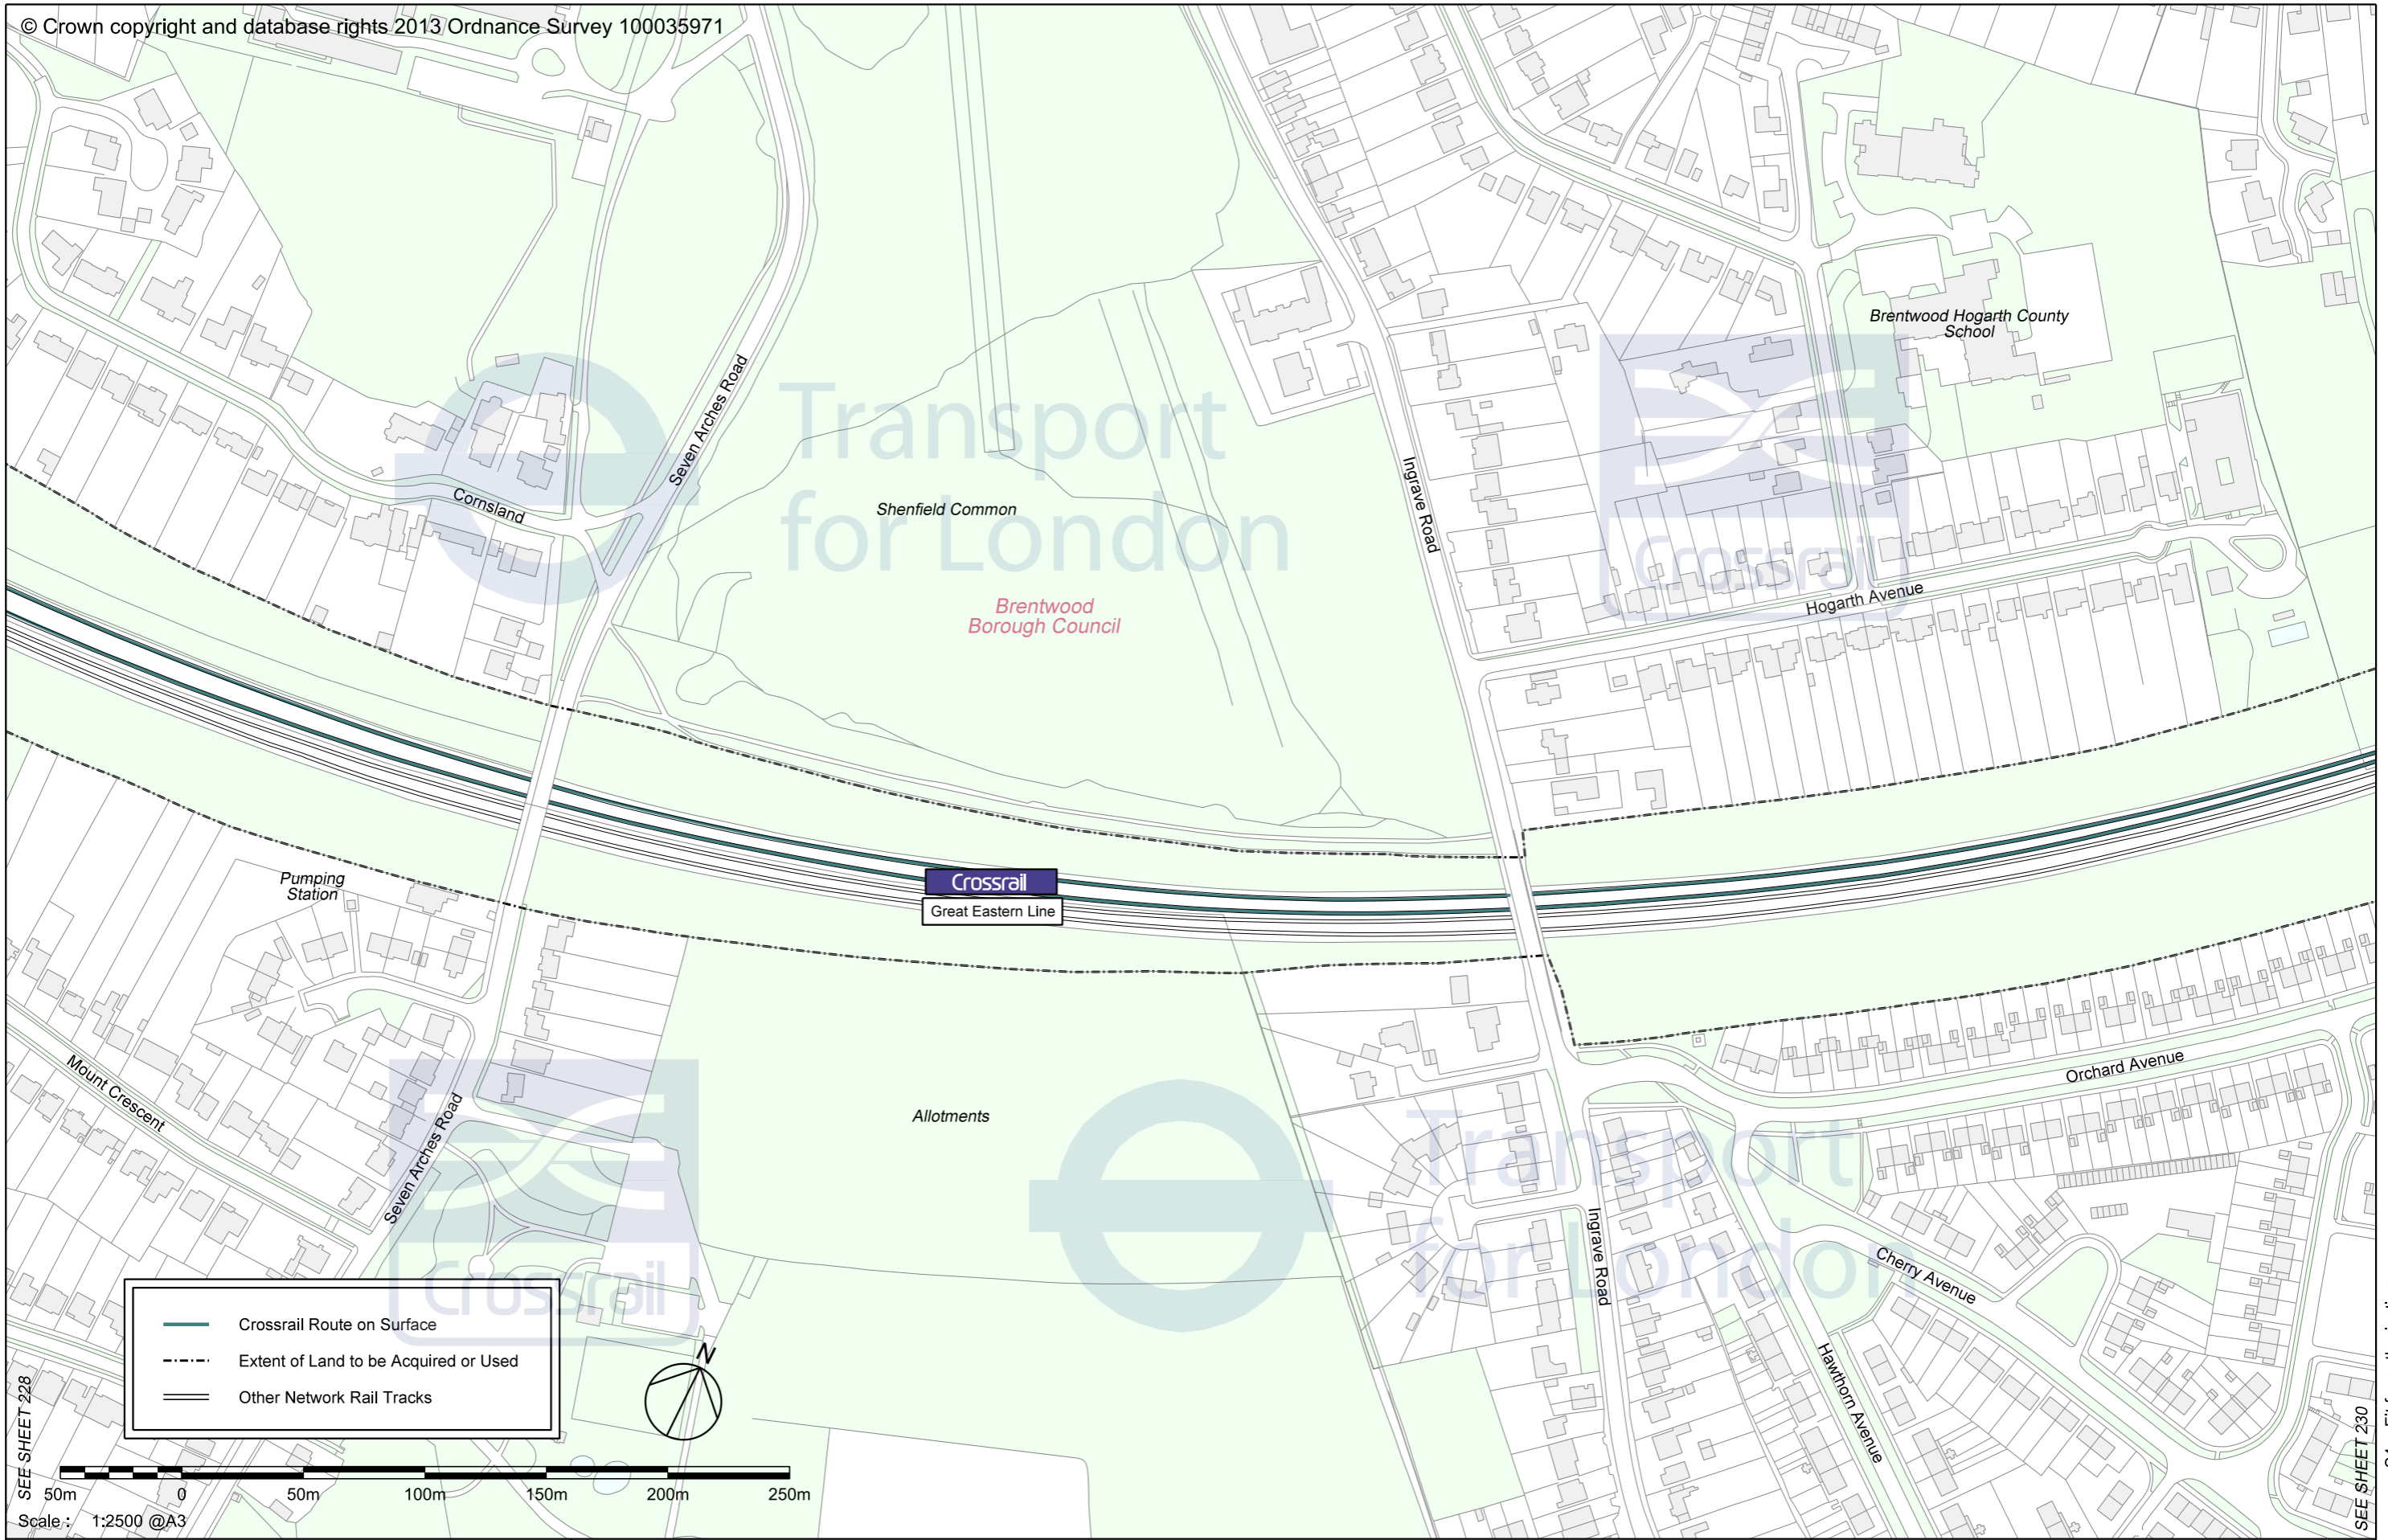 © Crown copyright and database rights 2013 Ordnance Survey 100035971
Brentwood Hogarth County
School
Seven Arches Road
Transport
for London
Cornsland
Shenfield Common
Ingrave Road
Crossrail
Brentwood
Borough Council
Hogarth Avenue
Pumping
Station
Crossrail
Great Eastern Line
Mount Crescent
Seven Arches Road
Allotments
Orchard Avenue
Transport
for London
Ingrave Road
Cherry Avenue
Hawthorn Avenue
Crossrail
Crossrail Route on Surface
Extent of Land to be Acquired or Used
Other Network Rail Tracks
N
SEE SHEET 228
SEE SHEET 230
50m 0 50m 100m 150m 200m 250m
Scale : 1:2500 @A3